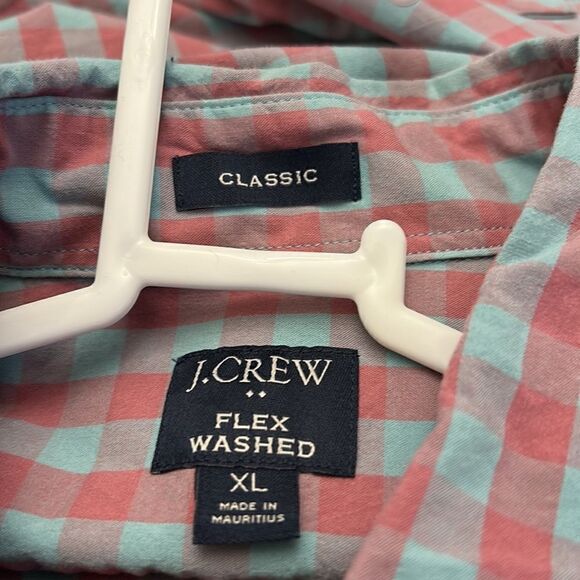 CLASSIC
J.CREW
FLEX
WASHED
XL
MADE IN
MAURITIUS